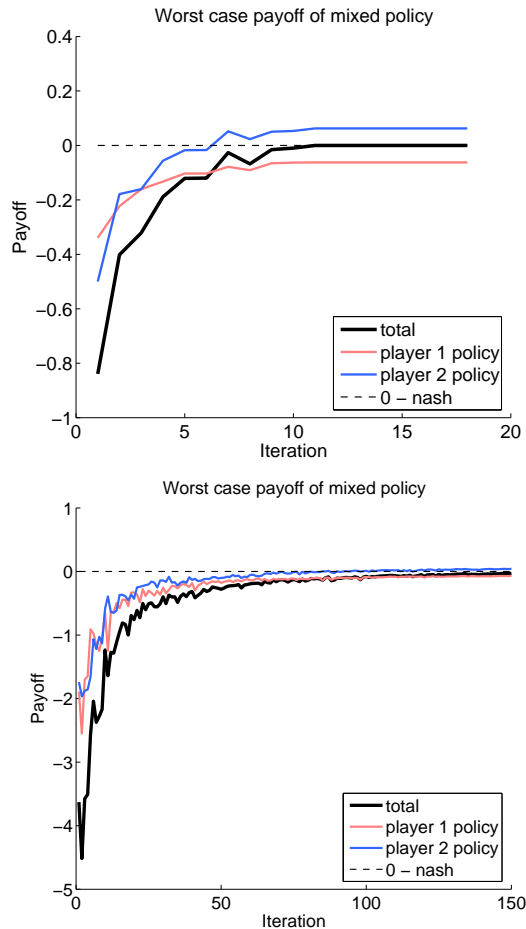 Worst case payoff of mixed policy
0.4
0.2
0
−0.2
−0.4
−0.6
−0.8
−1
Payoff
0
5
10
15
20
Iteration
total
player 1 policy
player 2 policy
0 − nash
Worst case payoff of mixed policy
1
0
−1
−2
−3
−4
−5
Payoff
0
50
100
150
Iteration
total
player 1 policy
player 2 policy
0 − nash